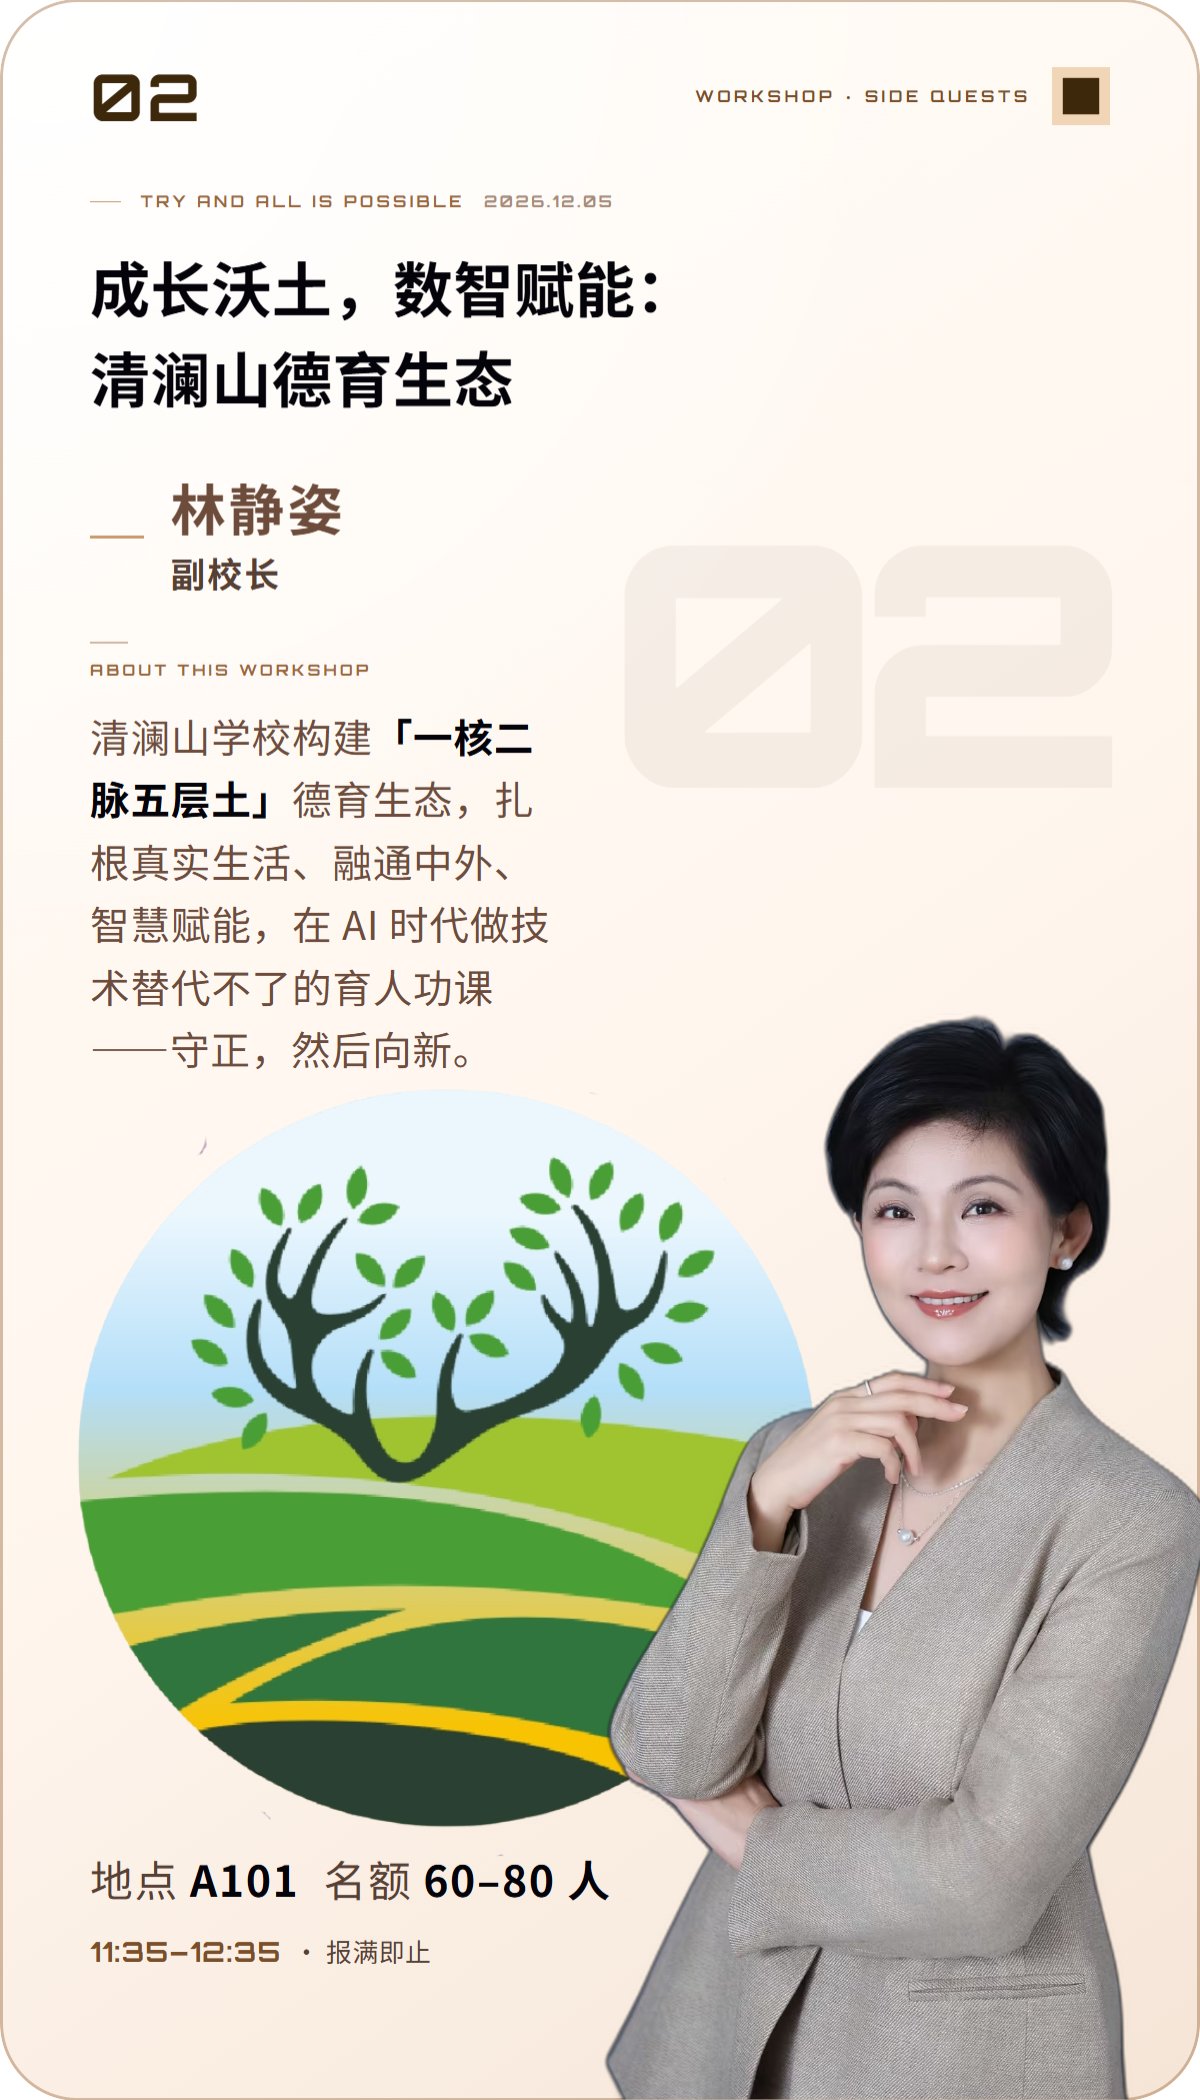 02
WORKSHOP · SIDE QUESTS
TRY AND ALL IS POSSIBLE 2026.12.05
成长沃土，数智赋能：
清澜山德育生态
林静姿
副校长
02
ABOUT THIS WORKSHOP
清澜山学校构建「一核二
脉五层土」德育生态，扎
根真实生活、融通中外、
智慧赋能，在 AI 时代做技
术替代不了的育人功课
——守正，然后向新。
地点 A101 名额 60–80 人
11:35–12:35 · 报满即止